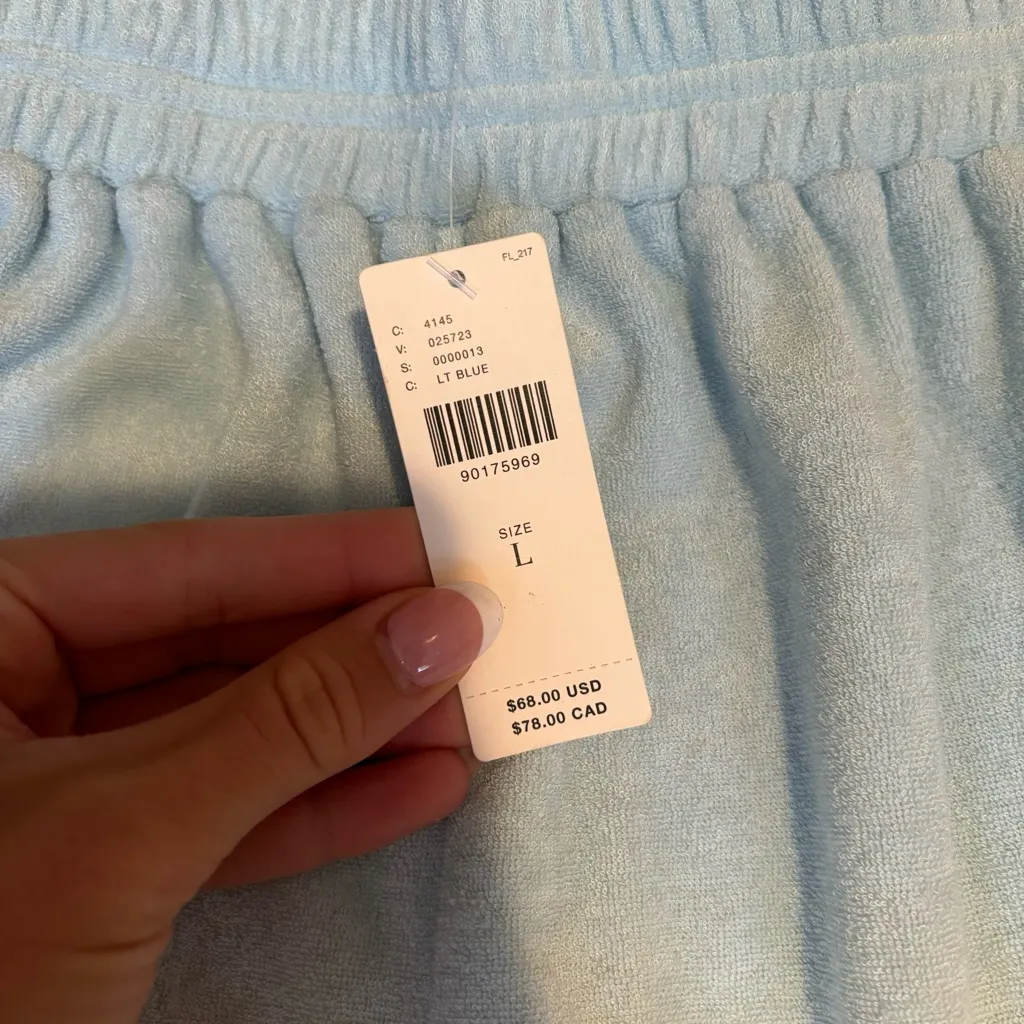 FL_217
C: 4145
V: 025723
S: 0000013
C: LT BLUE
90175969
SIZE
L
$68.00 USD
$78.00 CAD